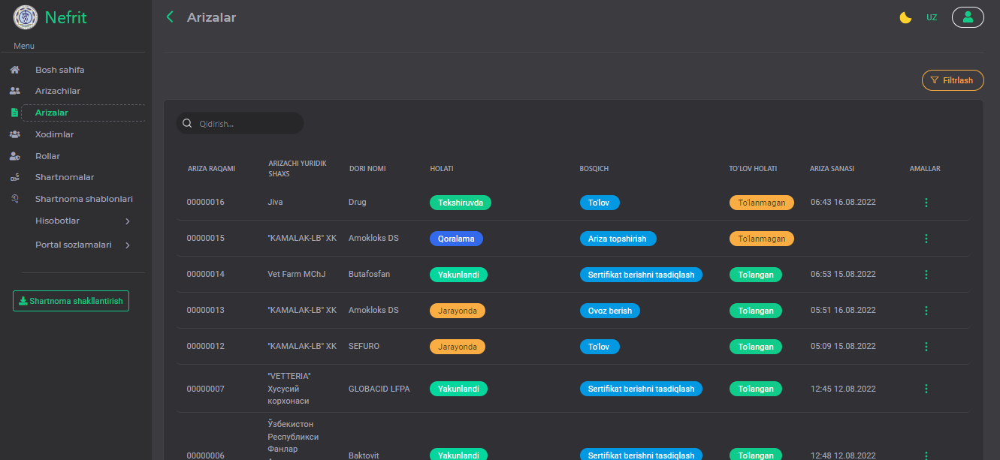 Nefrit
Arizalar
UZ
Menu
Bosh sahifa
Arizachilar
Arizalar
Xodimlar
Rollar
Shartnomalar
Shartnoma shablonlari
Hisobotlar
Portal sozlamalari
Shartnoma shakllantirish
Filtrlash
Qidirish...
ARIZA RAQAMI ARIZACHI YURIDIK SHAXS DORI NOMI HOLATI BOSQICH TO'LOV HOLATI ARIZA SANASI AMALLAR
00000016 Jiva Drug Tekshiruvda To'lov To'lanmagan 06:43 16.08.2022
00000015 "KAMALAK-LB" XK Amokloks DS Qoralama Ariza topshirish To'lanmagan
00000014 Vet Farm MChJ Butafosfan Yakunlandi Sertifikat berishni tasdiqlash To'langan 06:53 15.08.2022
00000013 "KAMALAK-LB" XK Amokloks DS Jarayonda Ovoz berish To'langan 05:51 16.08.2022
00000012 "KAMALAK-LB" XK SEFURO Jarayonda To'lov To'langan 05:09 15.08.2022
"VETTERIA"
Хусусий
корхонаси
00000007 GLOBACID LFPA Yakunlandi Sertifikat berishni tasdiqlash To'langan 12:45 12.08.2022
Ўзбекистон
Республикси
Фанлар
00000006 Baktovit Yakunlandi Sertifikat berishni tasdiqlash To'langan 12:48 12.08.2022